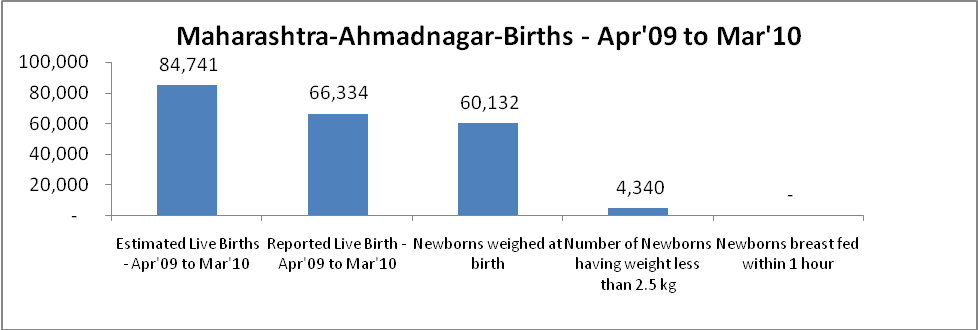 Maharashtra-Ahmadnagar-Births - Apr'09 to Mar'10
100,000
80,000
60,000
40,000
20,000
-
84,741
66,334
60,132
4,340
-
Estimated Live Births
- Apr'09 to Mar'10
Reported Live Birth -
Apr'09 to Mar'10
Newborns weighed at
birth
Number of Newborns
having weight less
than 2.5 kg
Newborns breast fed
within 1 hour